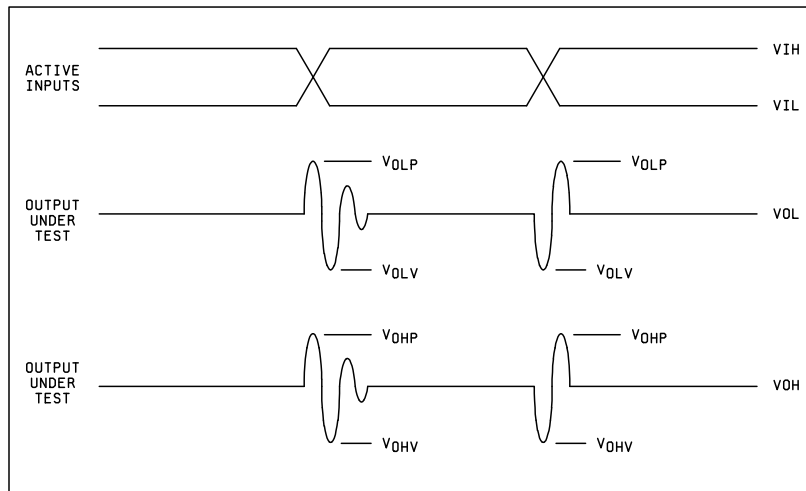 VIH
ACTIVE
INPUTS
VIL
VOLP VOLP
OUTPUT
UNDER
TEST
VOL
VOLV VOLV
VOHP VOHP
OUTPUT
UNDER
TEST
VOH
VOHV VOHV